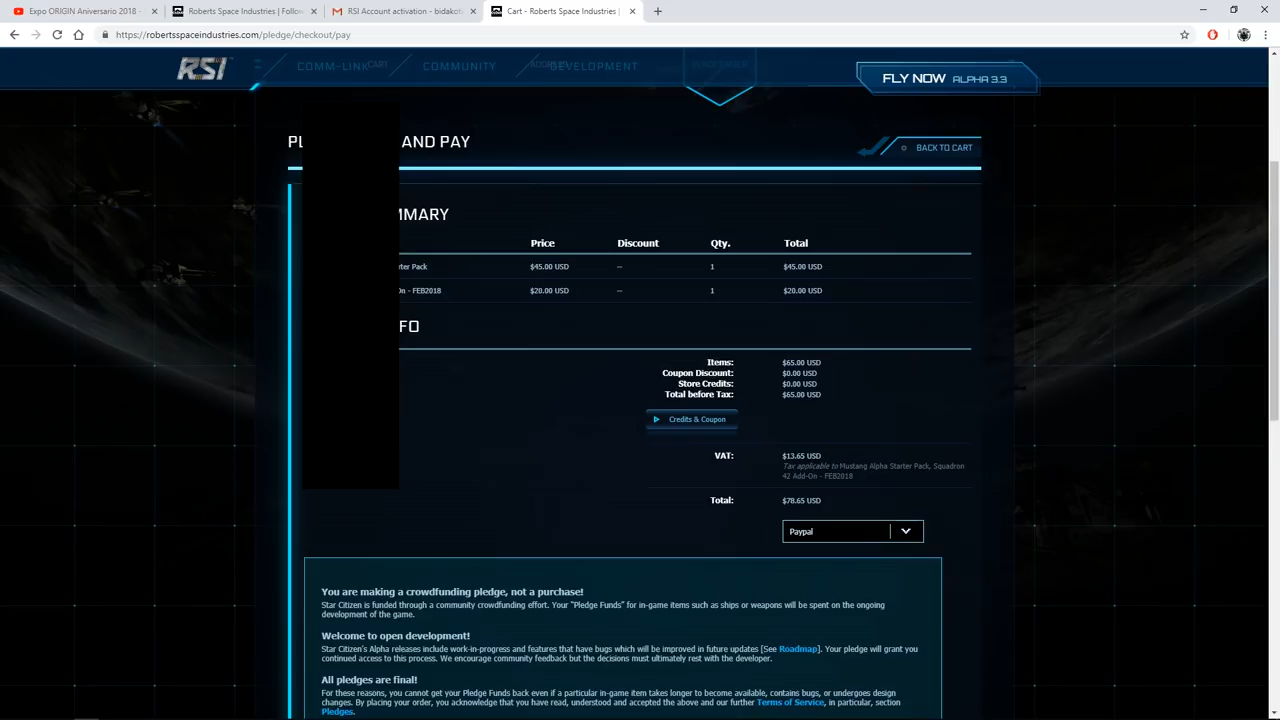 Expo ORIGIN Aniversario 2018 -
Roberts Space Industries | Follow
RSI Account activation - bidakot
Cart - Roberts Space Industries |
https://robertsspaceindustries.com/pledge/checkout/pay
RSI
COMM-LINK
CART
COMMUNITY
DEVELOPMENT
FLY NOW ALPHA 3.3
PL AND PAY
BACK TO CART
MMARY
Price Discount Qty. Total
rter Pack $45.00 USD -- 1 $45.00 USD
On - FEB2018 $20.00 USD -- 1 $20.00 USD
FO
Items: $65.00 USD
Coupon Discount: $0.00 USD
Store Credits: $0.00 USD
Total before Tax: $65.00 USD
Credits & Coupon
VAT: $13.65 USD
Tax applicable to Mustang Alpha Starter Pack, Squadron
42 Add-On - FEB2018
Total: $78.65 USD
Paypal
You are making a crowdfunding pledge, not a purchase!
Star Citizen is funded through a community crowdfunding effort. Your "Pledge Funds" for in-game items such as ships or weapons will be spent on the ongoing
development of the game.
Welcome to open development!
Star Citizen's Alpha releases include work-in-progress and features that have bugs which will be improved in future updates [See Roadmap]. Your pledge will grant you
continued access to this process. We encourage community feedback but the decisions must ultimately rest with the developer.
All pledges are final!
For these reasons, you cannot get your Pledge Funds back even if a particular in-game item takes longer to become available, contains bugs, or undergoes design
changes. By placing your order, you acknowledge that you have read, understood and accepted the above and our further Terms of Service, in particular, section
Pledges.